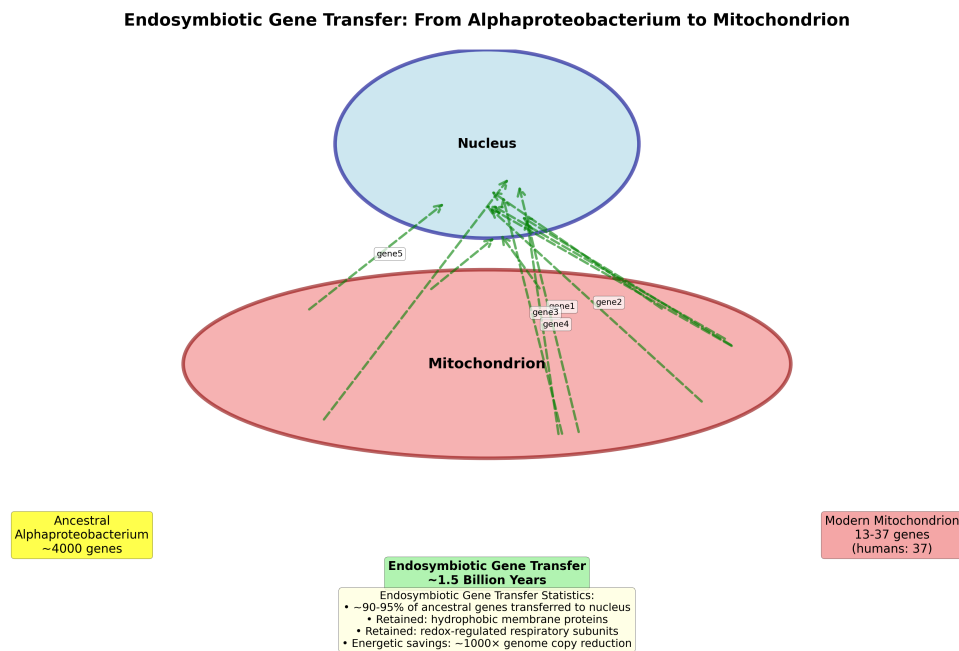 Endosymbiotic Gene Transfer: From Alphaproteobacterium to Mitochondrion
Nucleus
gene5
gene1
gene2
gene3
gene4
Mitochondrion
Ancestral
Alphaproteobacterium
~4000 genes
Modern Mitochondrion
13-37 genes
(humans: 37)
Endosymbiotic Gene Transfer
~1.5 Billion Years
Endosymbiotic Gene Transfer Statistics:
• ~90-95% of ancestral genes transferred to nucleus
• Retained: hydrophobic membrane proteins
• Retained: redox-regulated respiratory subunits
• Energetic savings: ~1000× genome copy reduction